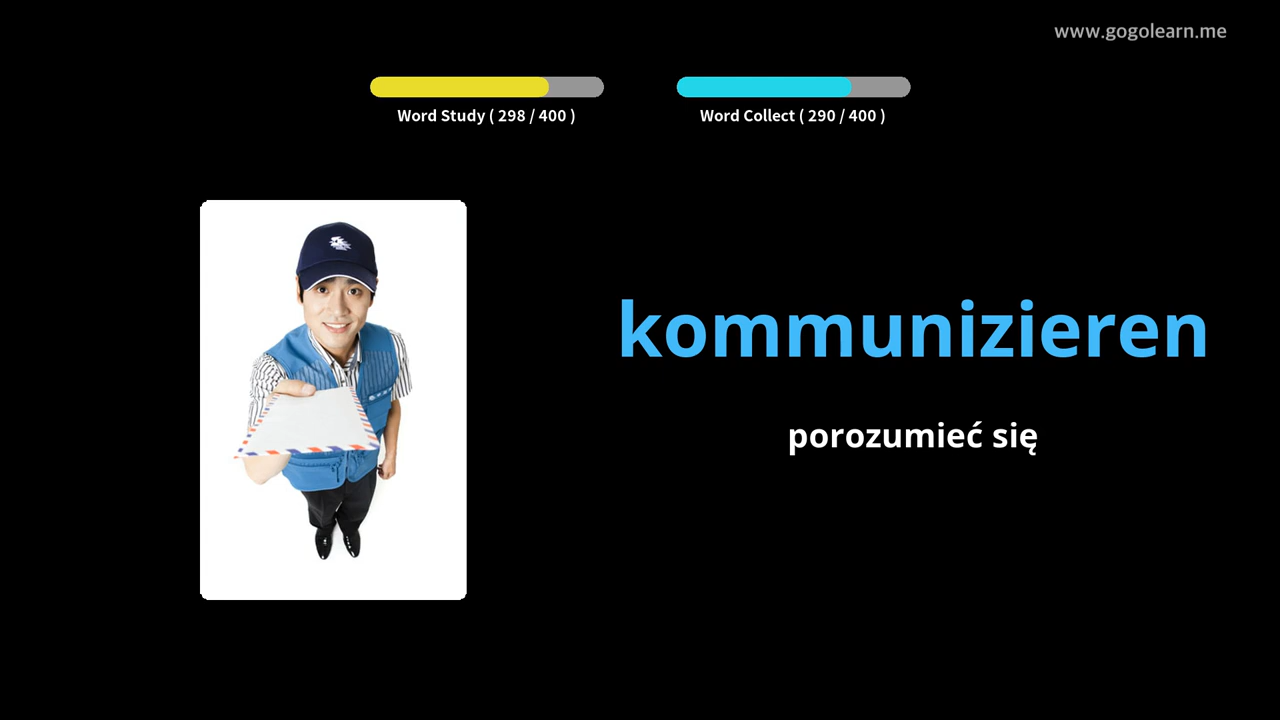 www.gogolearn.me
Word Study ( 298 / 400 )
Word Collect ( 290 / 400 )
kommunizieren
porozumieć się